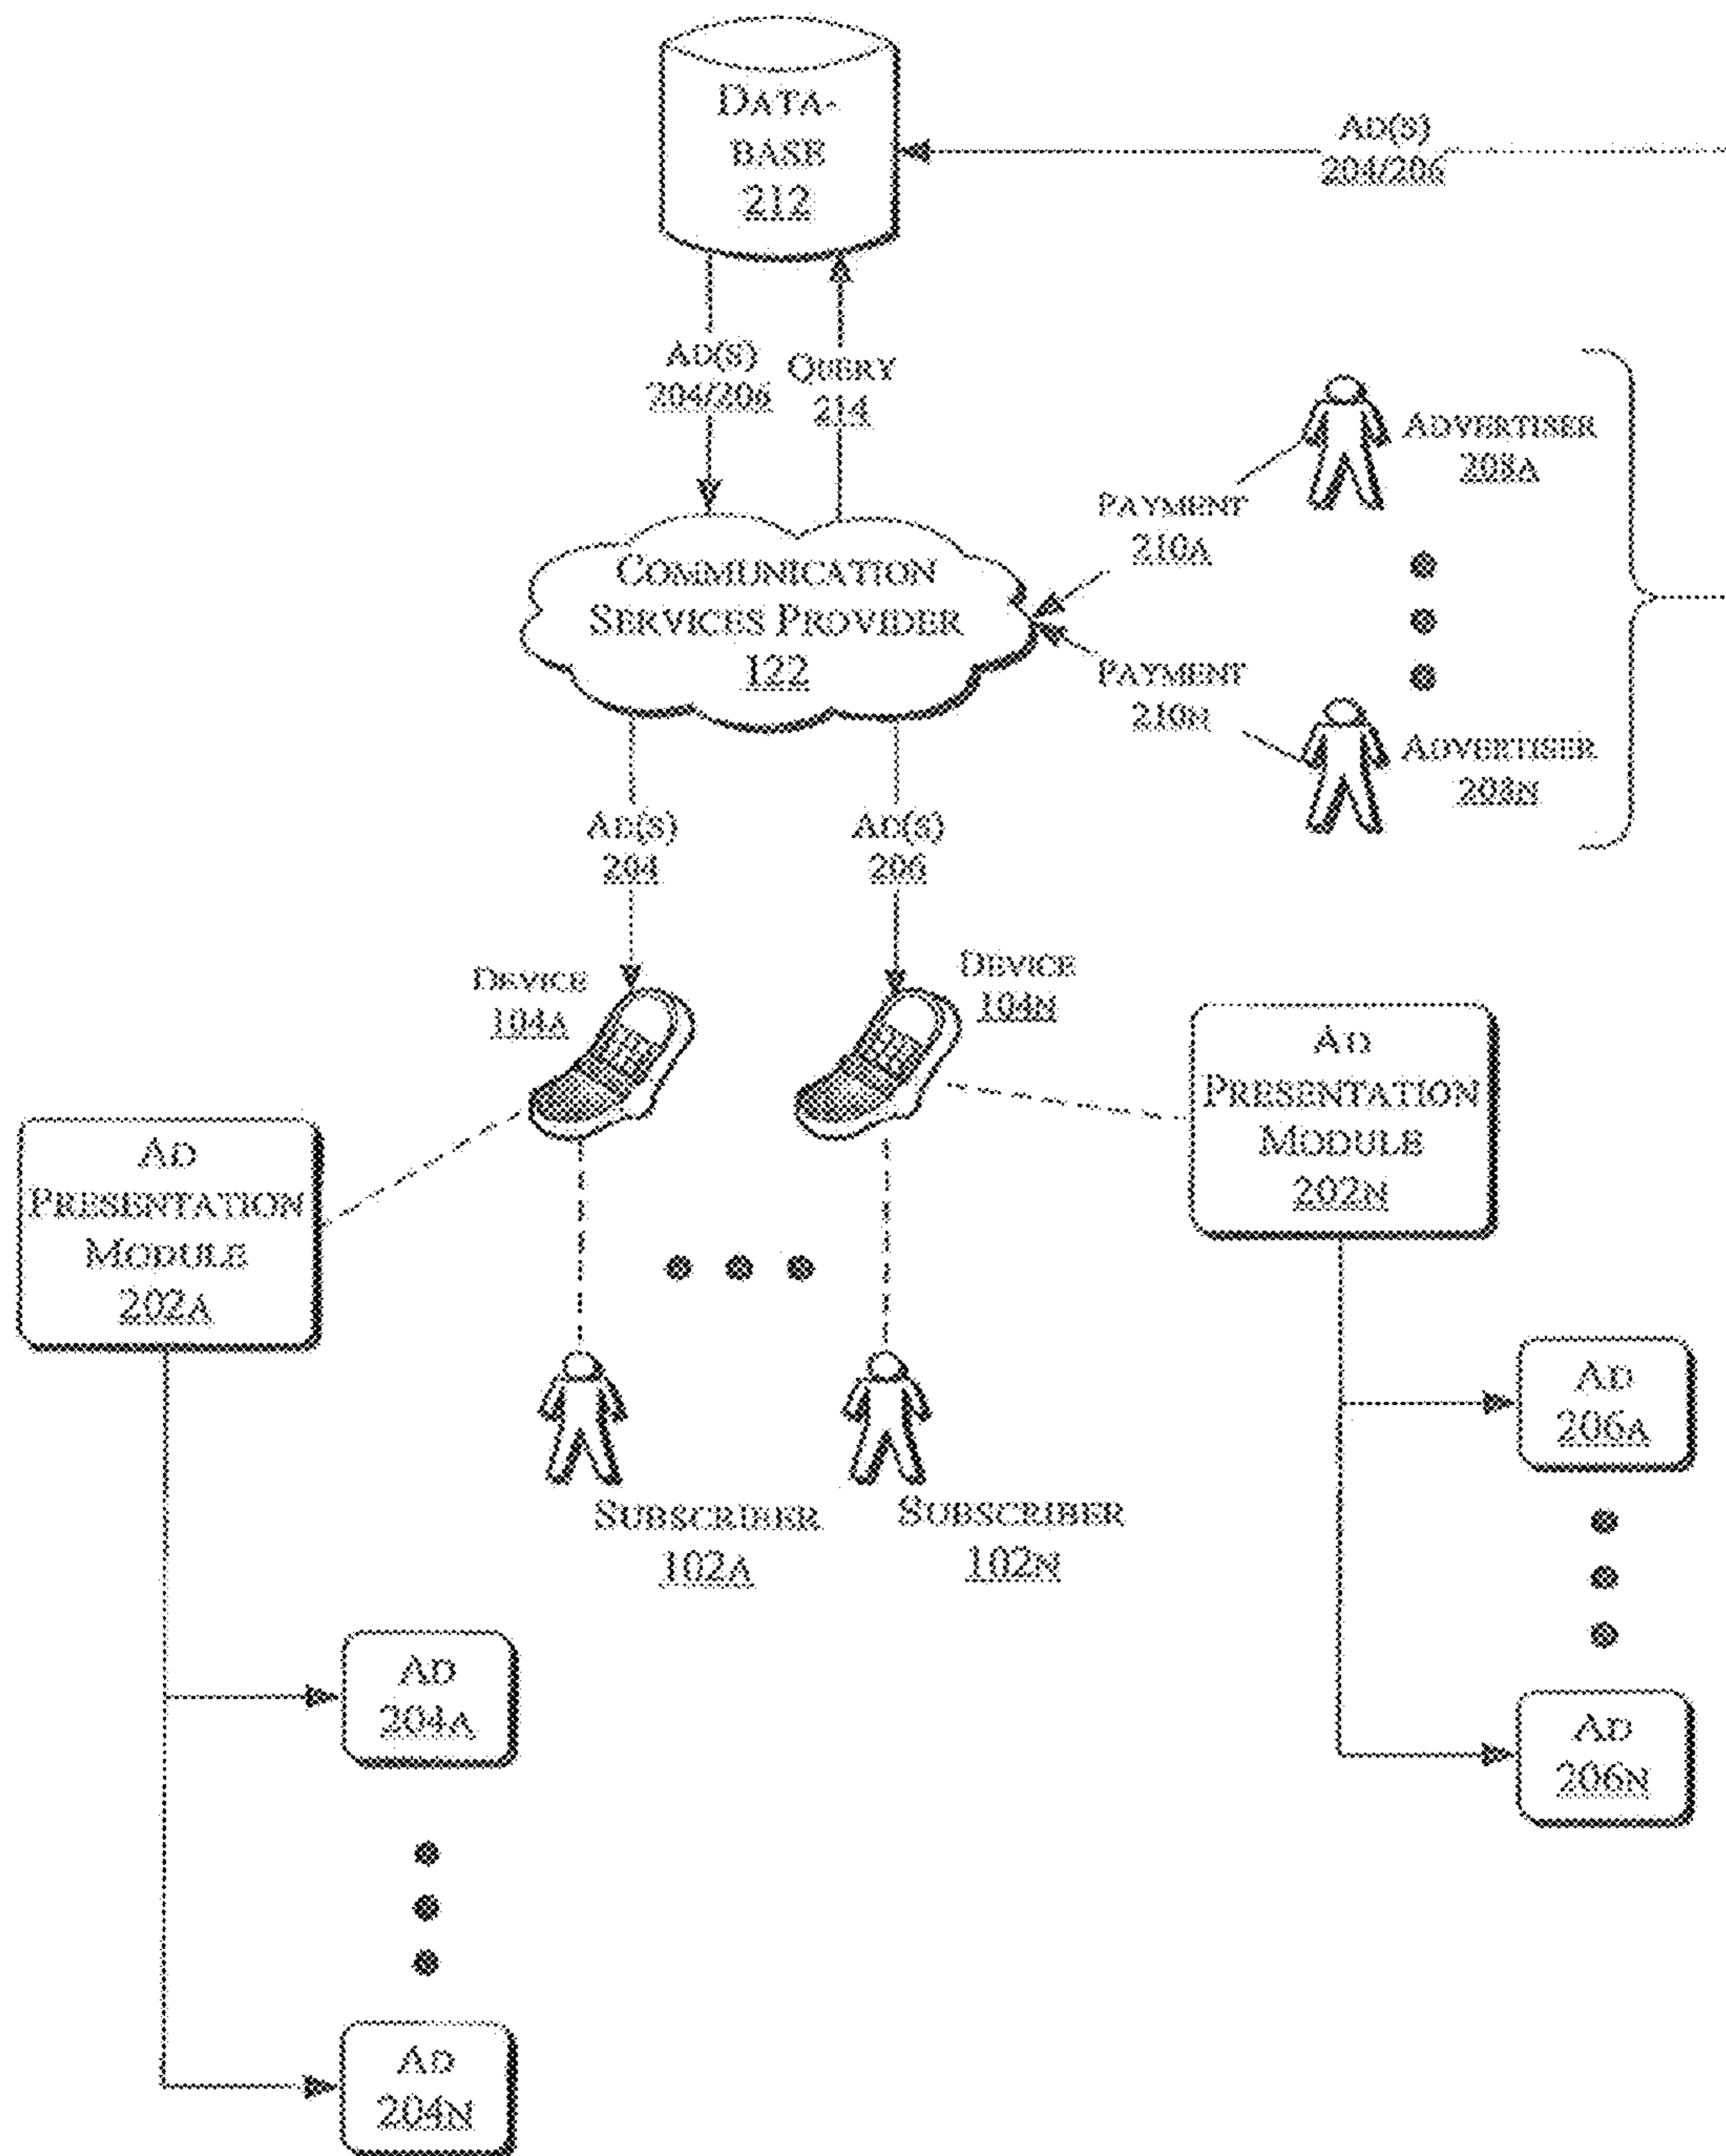 DATA-
BASE
212
AD(S)
204/206
AD(S)
204/206
QUERY
214
ADVERTISER
208A
PAYMENT
210A
COMMUNICATION
SERVICES PROVIDER
122
PAYMENT
210N
ADVERTISER
208N
AD(S)
204
AD(S)
206
DEVICE
104A
DEVICE
104N
AD
PRESENTATION
MODULE
202N
AD
PRESENTATION
MODULE
202A
AD
206A
SUBSCRIBER
102A
SUBSCRIBER
102N
AD
204A
AD
206N
AD
204N